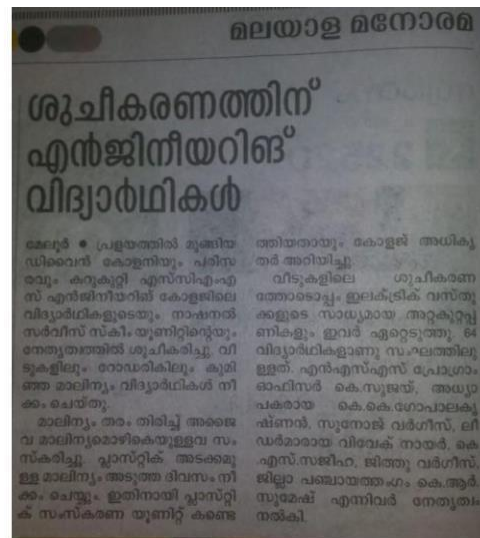 മലയാള മനോരമ
ശുചീകരണത്തിന്
എൻജിനീയറിങ്
വിദ്യാർഥികൾ
മേലൂർ ● പ്രളയത്തിൽ മുങ്ങിയ
ഡിവൈൻ കോളനിയും പരിസ
രവും കറുകുറ്റി എസ്‌സിഎംഎ
സ് എൻജിനീയറിങ് കോളജിലെ
വിദ്യാർഥികളുടെയും നാഷനൽ
സർവീസ് സ്കീം യൂണിറ്റിന്റെയും
നേതൃത്വത്തിൽ ശുചീകരിച്ചു. വീ
ടുകളിലും റോഡരികിലും കുമി
ഞ്ഞ മാലിന്യം വിദ്യാർഥികൾ നീ
ക്കം ചെയ്തു.
മാലിന്യം തരം തിരിച്ച് അജൈ
വ മാലിന്യമൊഴികെയുള്ളവ സം
സ്കരിച്ചു. പ്ലാസ്റ്റിക് അടക്കമു
ള്ള മാലിന്യം അടുത്ത ദിവസം നീ
ക്കം ചെയ്യും. ഇതിനായി പ്ലാസ്റ്റി
ക് സംസ്കരണ യൂണിറ്റ് കണ്ടെ
ത്തിയതായും കോളജ് അധികൃ
തർ അറിയിച്ചു.
വീടുകളിലെ ശുചീകരണ
ത്തോടൊപ്പം ഇലക്ട്രിക് വസ്തു
ക്കളുടെ സാധ്യമായ അറ്റകുറ്റപ്പ
ണികളും ഇവർ ഏറ്റെടുത്തു. 64
വിദ്യാർഥികളാണു സംഘത്തിലു
ള്ളത്. എൻഎസ്എസ് പ്രോഗ്രാം
ഓഫിസർ കെ.സുജയ്, അധ്യാ
പകരായ കെ.കെ.ഗോപാലകൃ
ഷ്ണൻ, സുനോജ് വർഗീസ്, ലീ
ഡർമാരായ വിവേക് നായർ, കെ
.എസ്.സജിഹ, ജിത്തു വർഗീസ്,
ജില്ലാ പഞ്ചായത്തംഗം കെ.ആർ.
സുമേഷ് എന്നിവർ നേതൃത്വം
നൽകി.